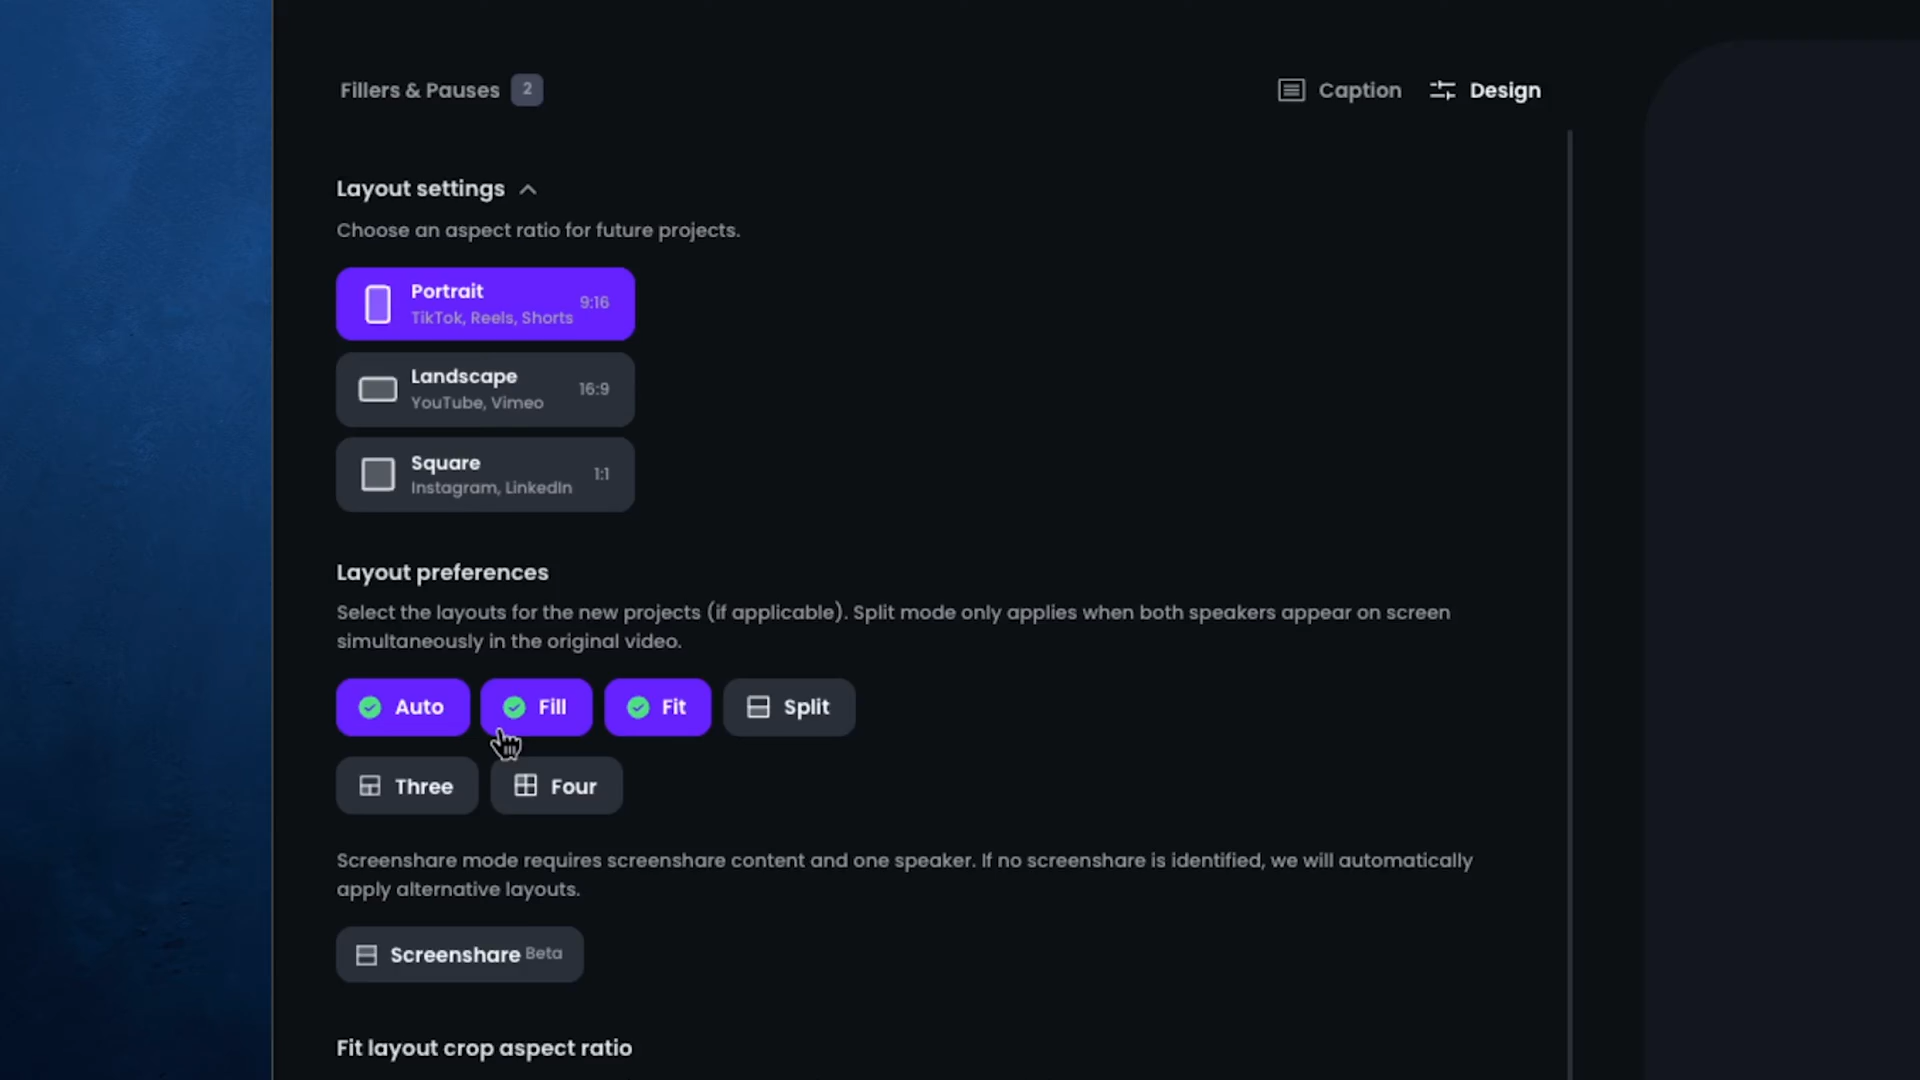 Fillers & Pauses 2
Caption
Design
Layout settings
Choose an aspect ratio for future projects.
Portrait
TikTok, Reels, Shorts
9:16
Landscape
YouTube, Vimeo
16:9
Square
Instagram, LinkedIn
1:1
Layout preferences
Select the layouts for the new projects (if applicable). Split mode only applies when both speakers appear on screen
simultaneously in the original video.
Auto
Fill
Fit
Split
Three
Four
Screenshare mode requires screenshare content and one speaker. If no screenshare is identified, we will automatically
apply alternative layouts.
Screenshare Beta
Fit layout crop aspect ratio